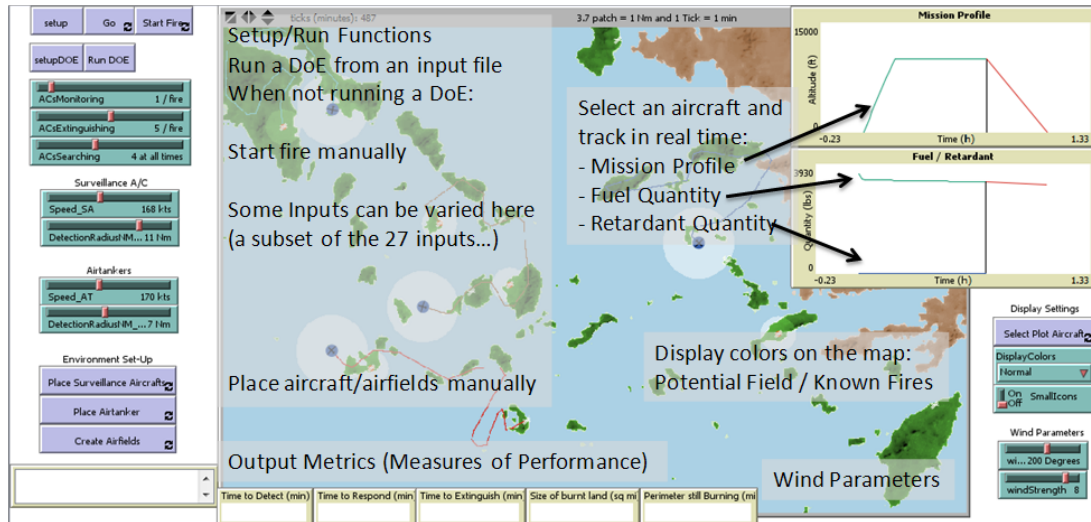 setup
Go
Start Fire
setupDOE
Run DOE
ACsMonitoring 1 / fire
ACsExtinguishing 5 / fire
ACsSearching 4 at all times
Surveillance A/C
Speed_SA 168 kts
DetectionRadiusNM... 11 Nm
Airtankers
Speed_AT 170 kts
DetectionRadiusNM_... 7 Nm
Environment Set-Up
Place Surveillance Aircrafts
Place Airtanker
Create Airfields
ticks (minutes): 487
3.7 patch = 1 Nm and 1 Tick = 1 min
Setup/Run Functions
Run a DoE from an input file
When not running a DoE:
Start fire manually
Some Inputs can be varied here
(a subset of the 27 inputs...)
Place aircraft/airfields manually
Output Metrics (Measures of Performance)
Time to Detect (min)
Time to Respond (min
Time to Extinguish (min
Size of burnt land (sq mi
Perimeter still Burning (mi
Select an aircraft and
track in real time:
- Mission Profile
- Fuel Quantity
- Retardant Quantity
Display colors on the map:
Potential Field / Known Fires
Wind Parameters
Mission Profile
15000
Altitude (ft)
0
-0.23
Time (h)
1.33
Fuel / Retardant
3930
Quantity (lbs)
0
-0.23
Time (h)
1.33
Display Settings
Select Plot Aircraft
DisplayColors
Normal
On
Off
SmallIcons
Wind Parameters
wi... 200 Degrees
windStrength 8